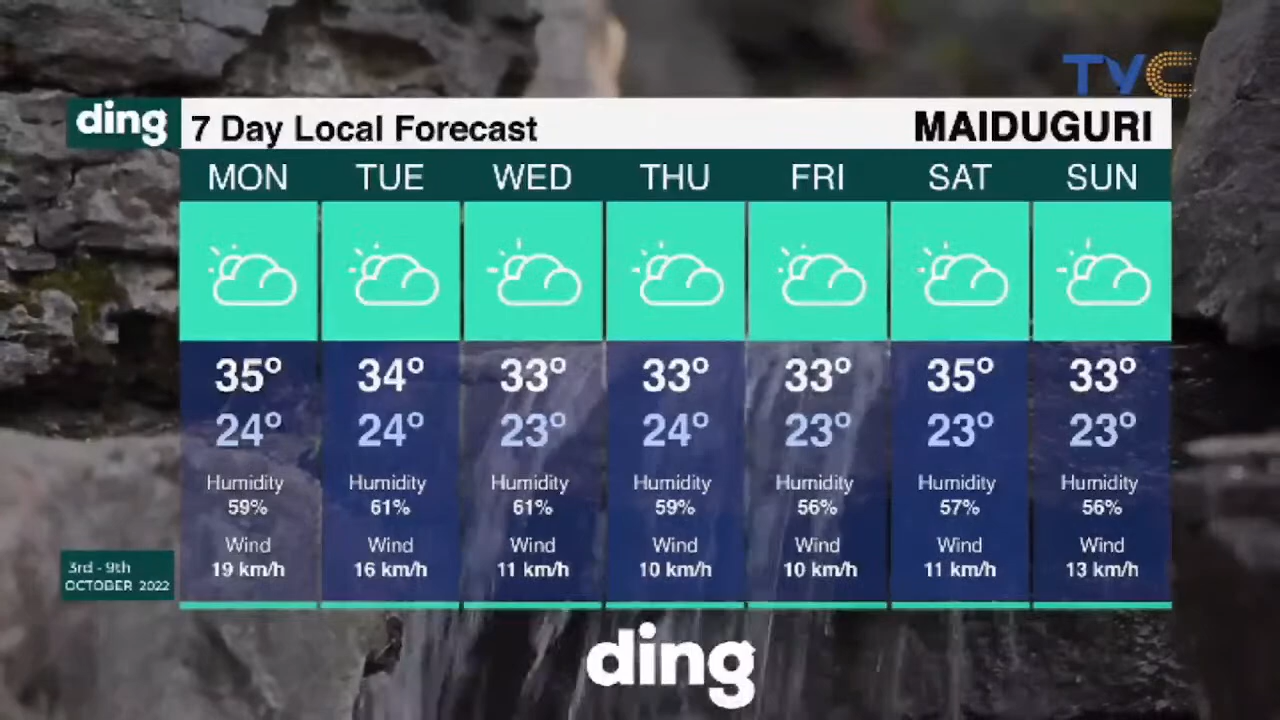 TVC
ding 7 Day Local Forecast MAIDUGURI
MON TUE WED THU FRI SAT SUN
35° 34° 33° 33° 33° 35° 33°
24° 24° 23° 24° 23° 23° 23°
Humidity Humidity Humidity Humidity Humidity Humidity Humidity
59% 61% 61% 59% 56% 57% 56%
Wind Wind Wind Wind Wind Wind Wind
19 km/h 16 km/h 11 km/h 10 km/h 10 km/h 11 km/h 13 km/h
3rd - 9th
OCTOBER 2022
ding